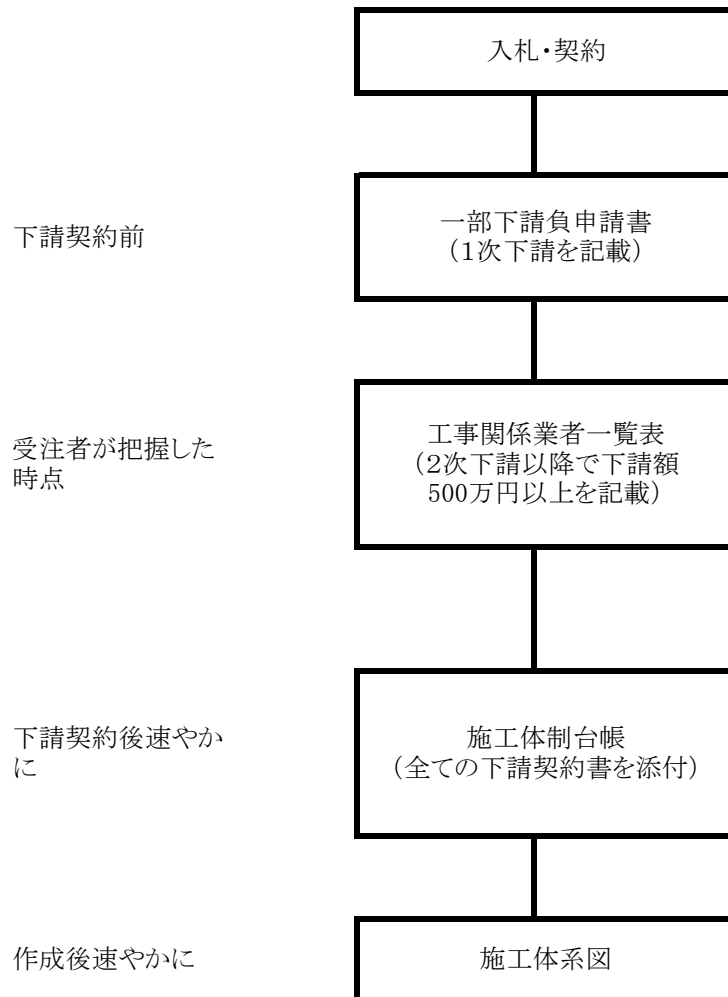 入札・契約
下請契約前
一部下請負申請書
（1次下請を記載）
受注者が把握した
時点
工事関係業者一覧表
（2次下請以降で下請額
500万円以上を記載）
下請契約後速やか
に
施工体制台帳
（全ての下請契約書を添付）
作成後速やかに
施工体系図